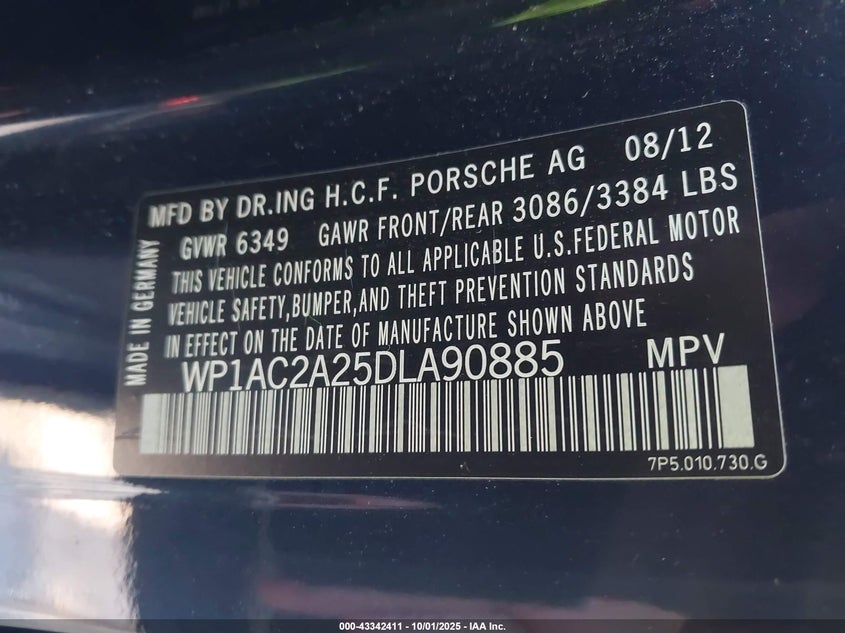 MFD BY DR.ING H.C.F. PORSCHE AG 08/12
GVWR 6349 GAWR FRONT/REAR 3086/3384 LBS
THIS VEHICLE CONFORMS TO ALL APPLICABLE U.S.FEDERAL MOTOR
VEHICLE SAFETY,BUMPER,AND THEFT PREVENTION STANDARDS
IN EFFECT ON THE DATE OF MANUFACTURE SHOWN ABOVE
WP1AC2A25DLA90885 MPV
MADE IN GERMANY
7P5.010.730.G
000-43342411 - 10/01/2025 - IAA Inc.